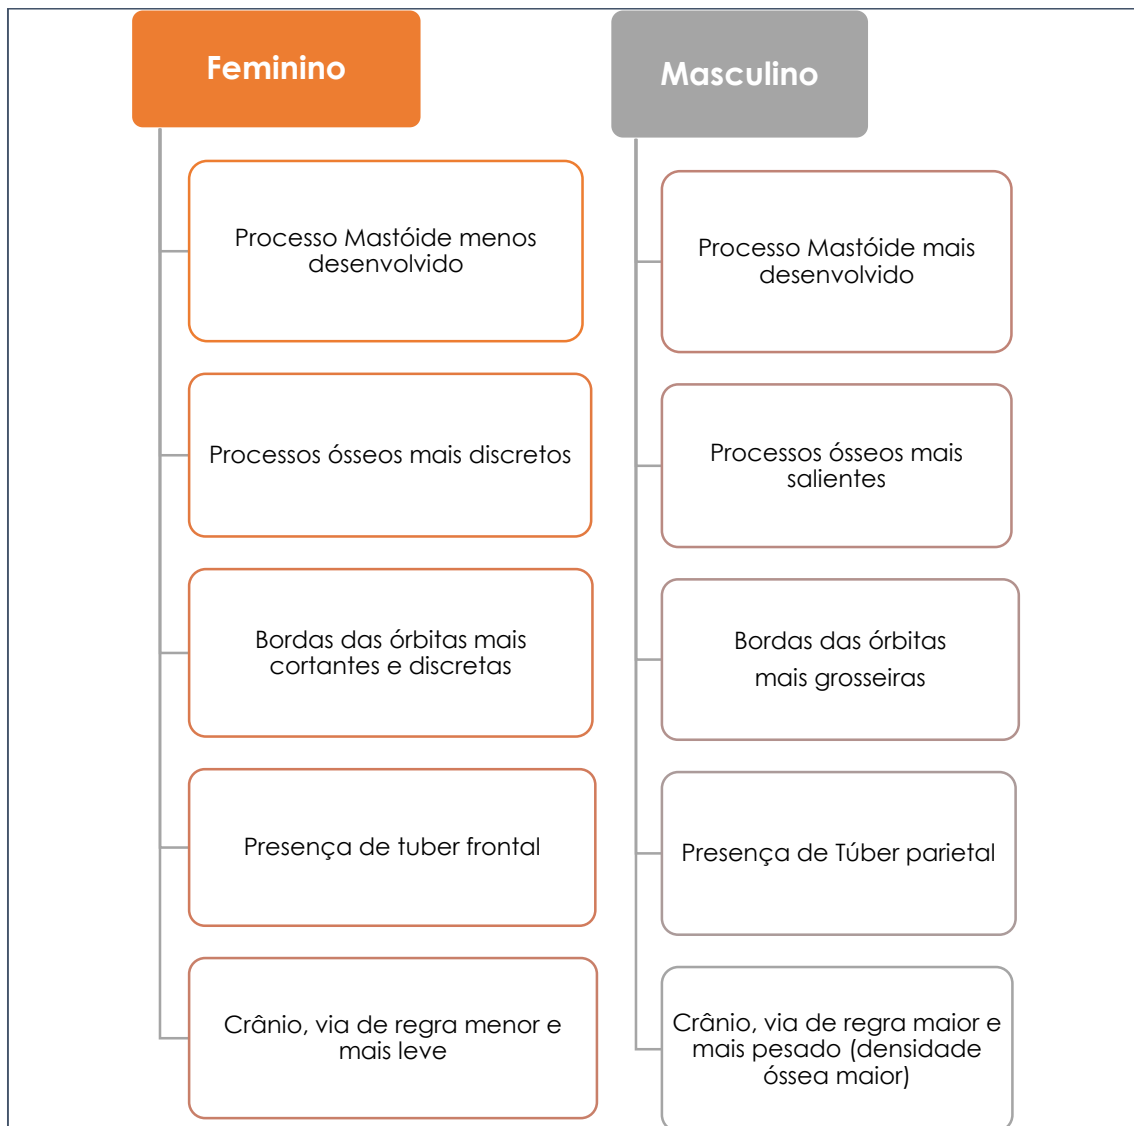 Feminino
Processo Mastóide menos
desenvolvido
Processos ósseos mais discretos
Bordas das órbitas mais
cortantes e discretas
Presença de tuber frontal
Crânio, via de regra menor e
mais leve
Masculino
Processo Mastóide mais
desenvolvido
Processos ósseos mais
salientes
Bordas das órbitas
mais grosseiras
Presença de Túber parietal
Crânio, via de regra maior e
mais pesado (densidade
óssea maior)